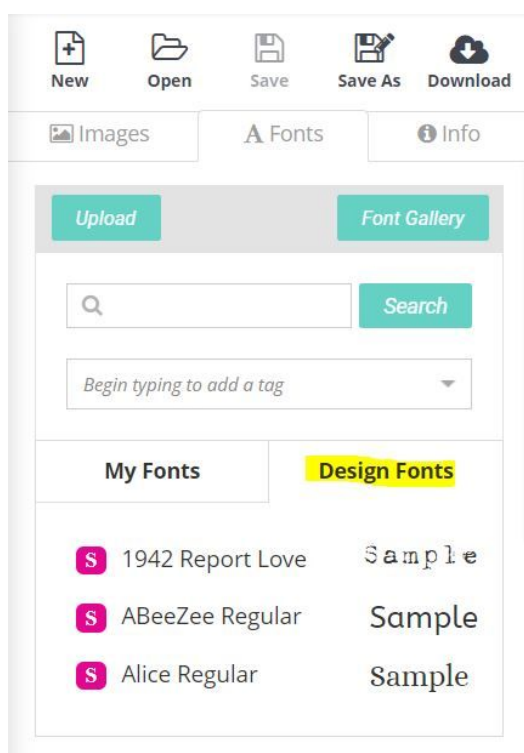 New Open Save Save As Download
Images A Fonts Info
Upload Font Gallery
Search
Begin typing to add a tag
My Fonts Design Fonts
S 1942 Report Love Sample
S ABeeZee Regular Sample
S Alice Regular Sample